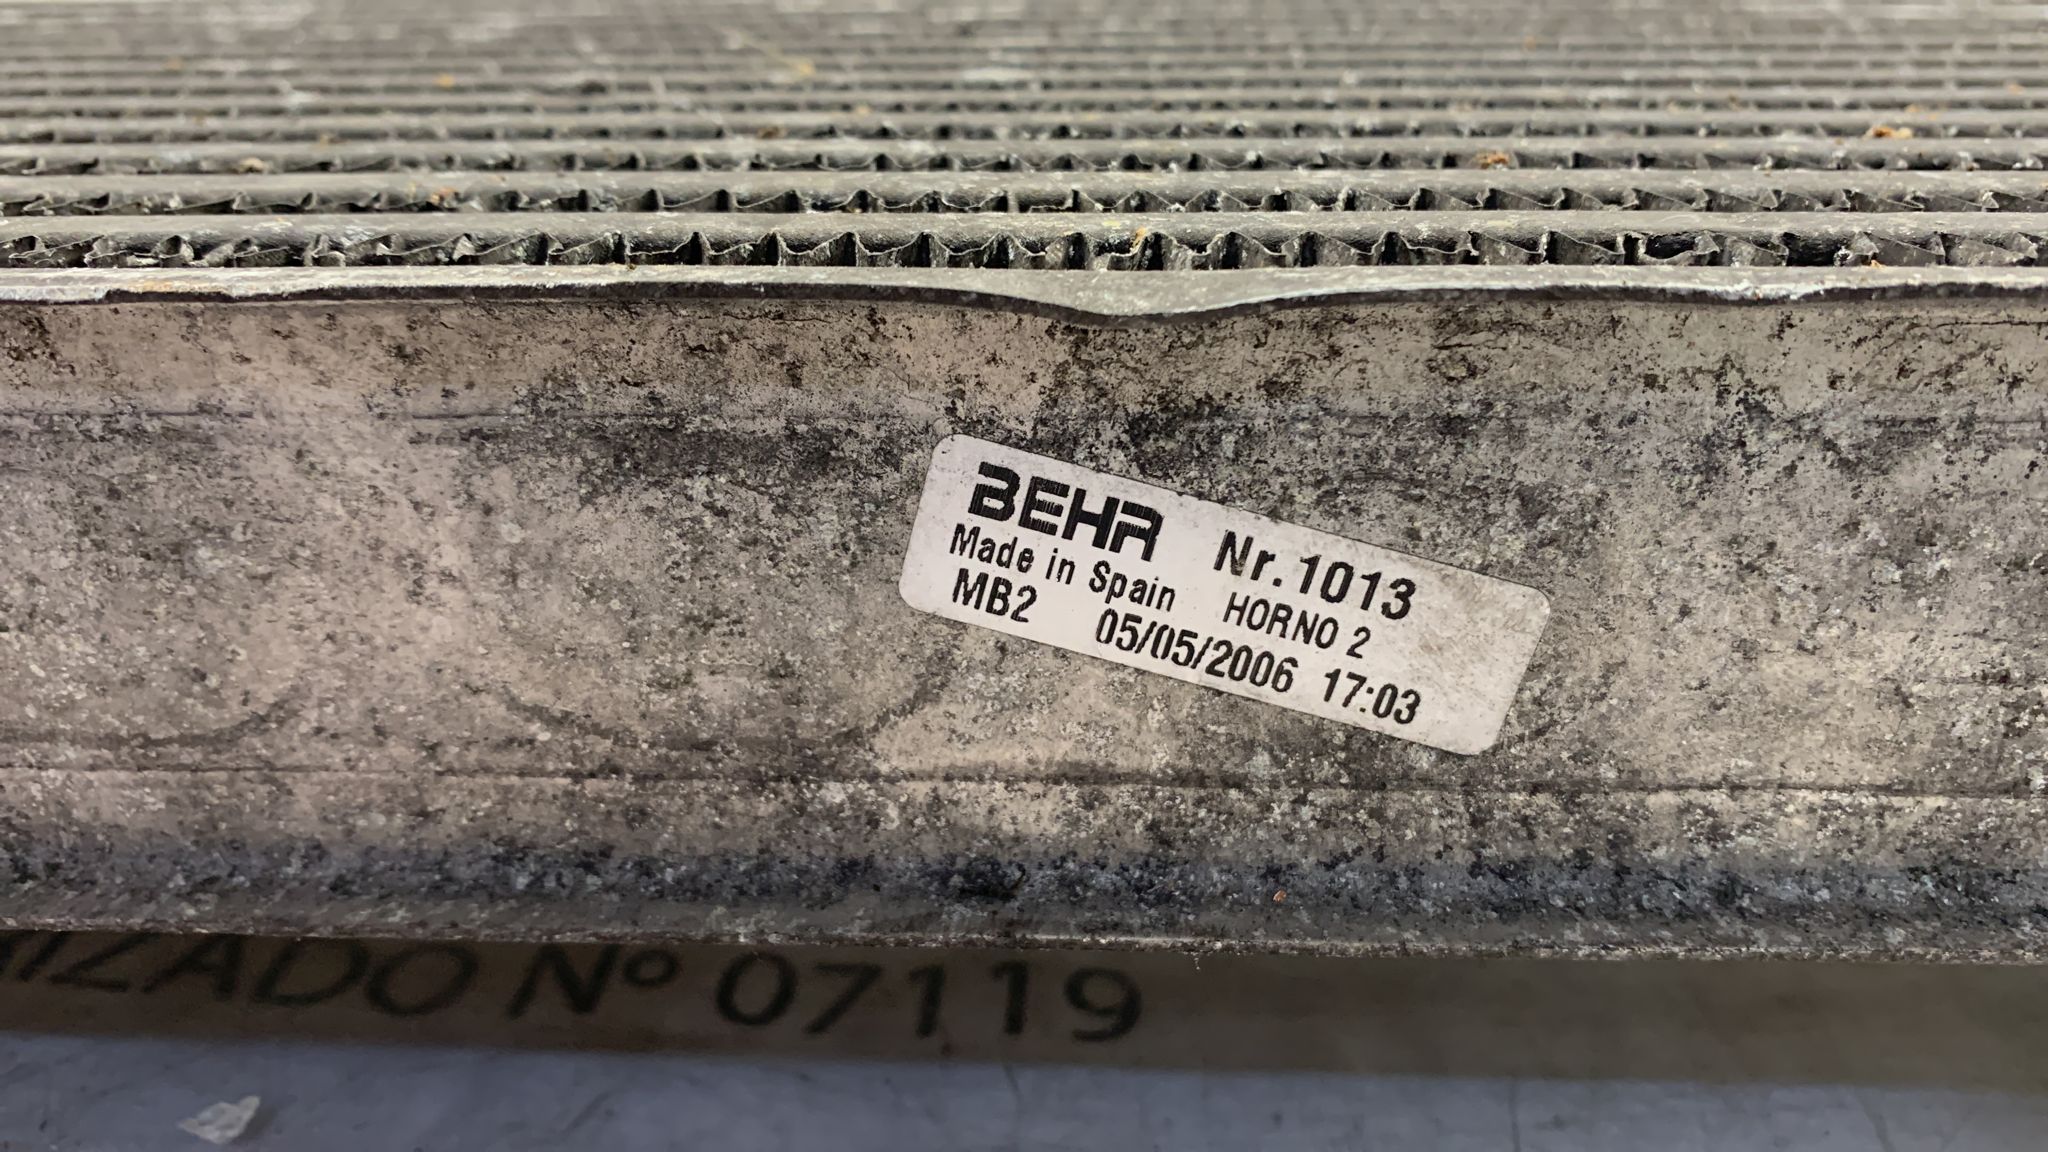 BEHR Nr.1013
Made in Spain HORNO 2
MB2 05/05/2006 17:03
IZADO Nº 07119